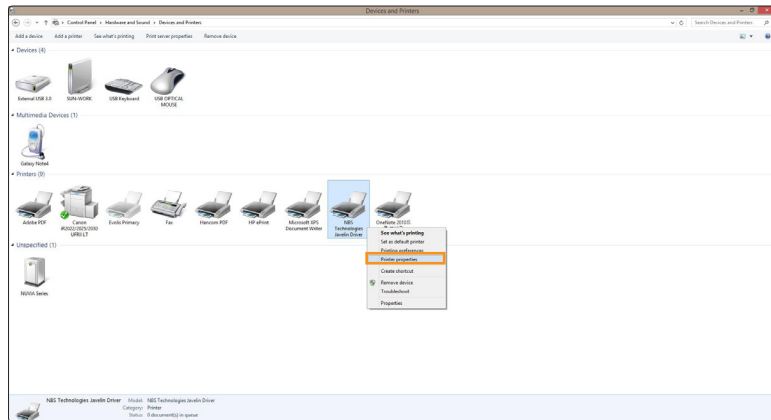 Devices and Printers
Control Panel ▸ Hardware and Sound ▸ Devices and Printers
Search Devices and Printers
Add a device Add a printer See what's printing Print server properties Remove device
Devices (4)
External USB 3.0 SUN-WORK USB Keyboard USB OPTICAL
MOUSE
Multimedia Devices (1)
Galaxy Note4
Printers (9)
Adobe PDF Canon Evolis Primacy Fax Hancom PDF HP ePrint Microsoft XPS NBS OneNote 2010으
iR2022/2025/2030 Document Writer Technologies
UFRII LT Javelin Driver
See what's printing
Set as default printer
Printing preferences
Printer properties
Create shortcut
Remove device
Troubleshoot
Properties
Unspecified (1)
NUVIA Series
NBS Technologies Javelin Driver Model: NBS Technologies Javelin Driver
Category: Printer
Status: 0 document(s) in queue